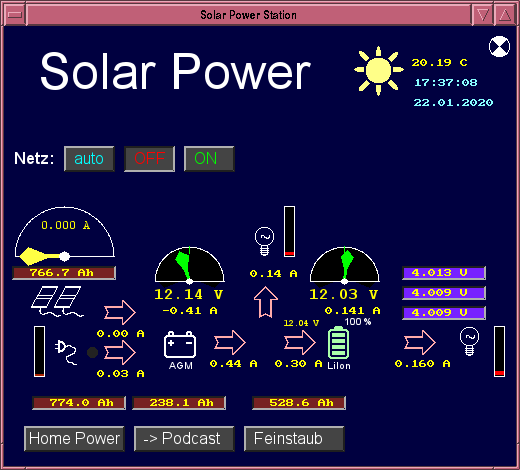 Solar Power Station
Solar Power
20.19 C
17:37:08
22.01.2020
Netz: auto OFF ON
0.000 A
766.7 Ah
0.14 A
12.14 V
-0.41 A
12.03 V
0.141 A
4.013 V
4.009 V
4.009 V
0.00 A
12.04 V
100 %
0.03 A
AGM
0.44 A
0.30 A
LiIon
0.160 A
774.0 Ah
238.1 Ah
528.6 Ah
Home Power
-> Podcast
Feinstaub